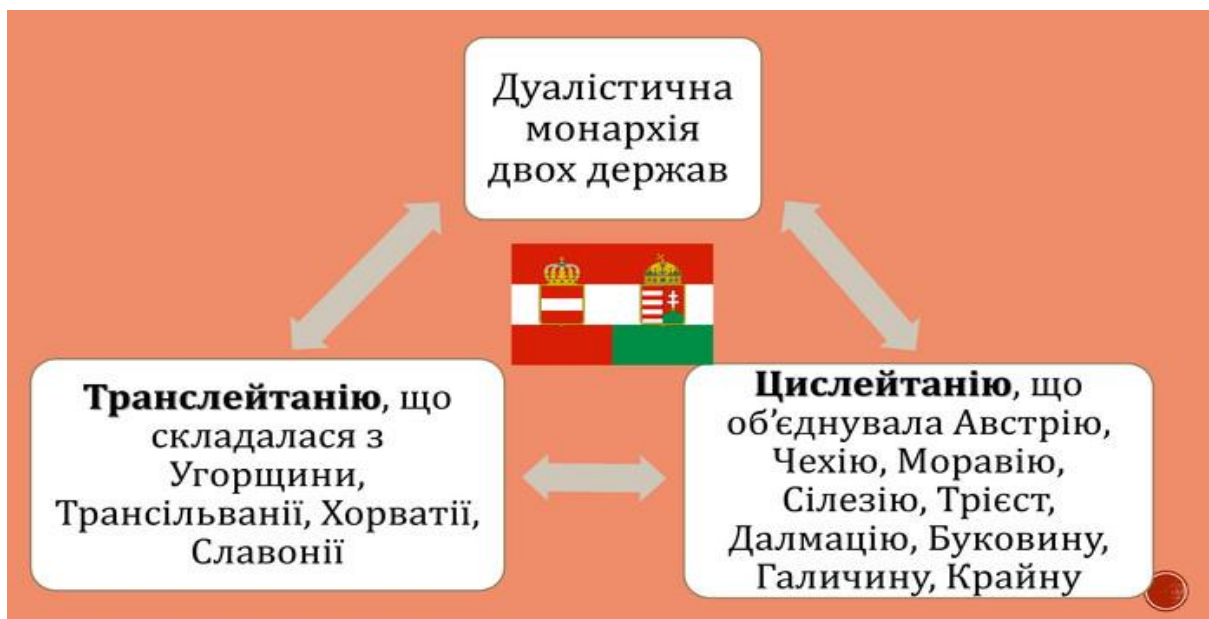 Дуалістична
монархія
двох держав
Транслейтанію, що
складалася з
Угорщини,
Трансільванії, Хорватії,
Славонії
Цислейтанію, що
об’єднувала Австрію,
Чехію, Моравію,
Сілезію, Трієст,
Далмацію, Буковину,
Галичину, Крайну